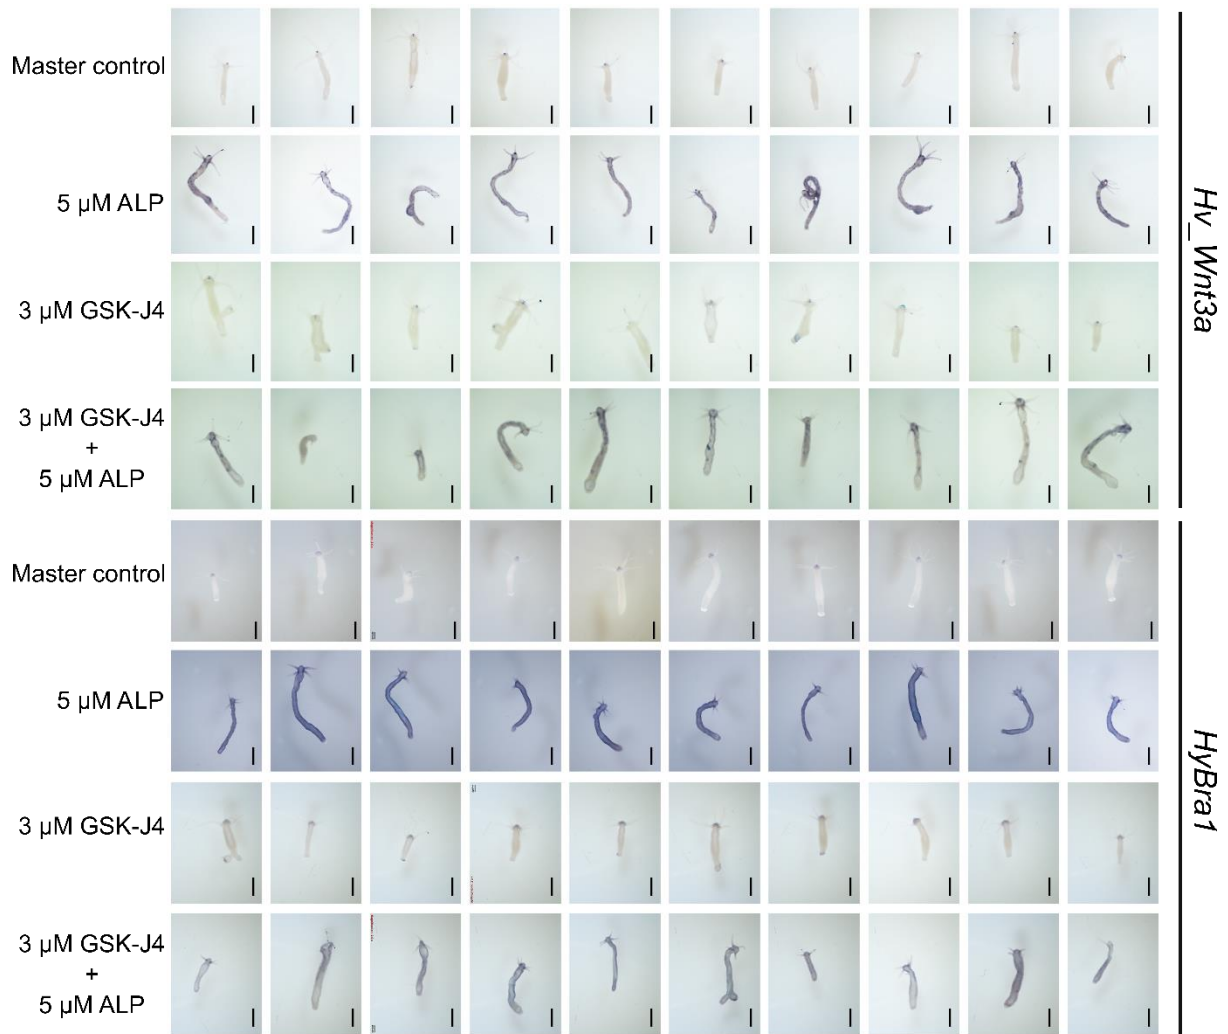 Master control
5 µM ALP
3 µM GSK-J4
3 µM GSK-J4
+
5 µM ALP
Hv_Wnt3a
Master control
5 µM ALP
3 µM GSK-J4
3 µM GSK-J4
+
5 µM ALP
HyBra1